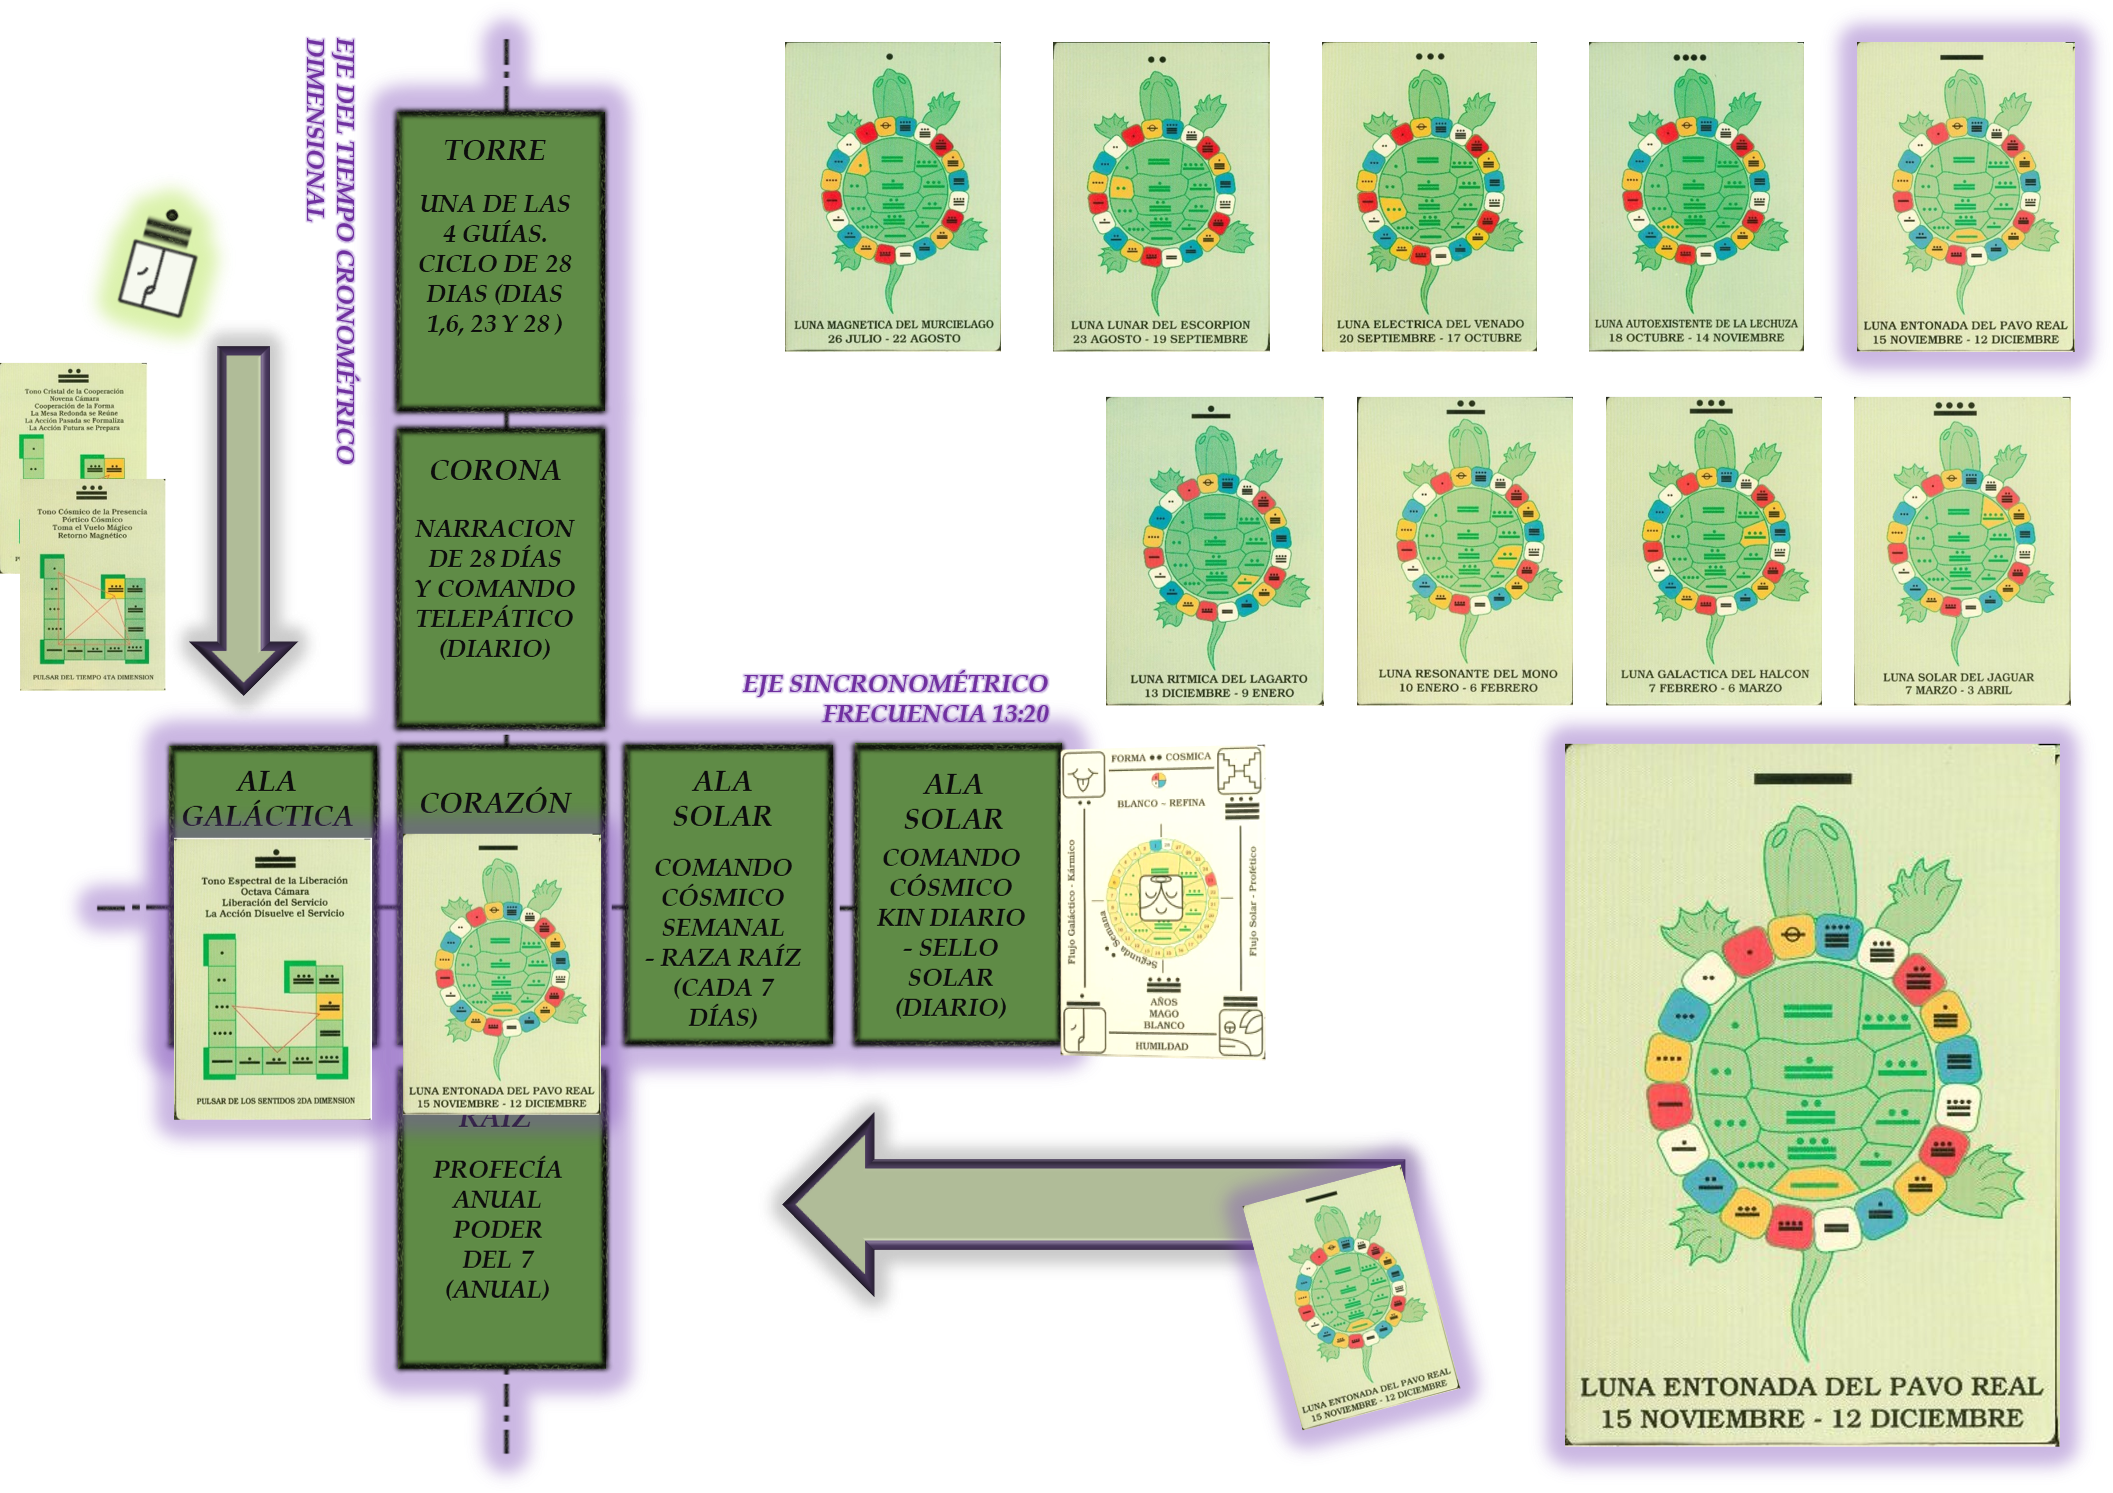 EJE DEL TIEMPO CRONOMÉTRICO
DIMENSIONAL
TORRE
UNA DE LAS
4 GUÍAS.
CICLO DE 28
DIAS (DIAS
1,6, 23 Y 28 )
CORONA
NARRACION
DE 28 DÍAS
Y COMANDO
TELEPÁTICO
(DIARIO)
Tono Cristal de la Cooperación
Novena Cámara
Cooperación de la Forma
La Mesa Redonda se Reúne
La Acción Pasada se Formaliza
La Acción Futura se Prepara
Tono Cósmico de la Presencia
Pórtico Cósmico
Toma el Vuelo Mágico
Retorno Magnético
PULSAR DEL TIEMPO 4TA DIMENSION
LUNA MAGNETICA DEL MURCIELAGO
26 JULIO - 22 AGOSTO
LUNA LUNAR DEL ESCORPION
23 AGOSTO - 19 SEPTIEMBRE
LUNA ELECTRICA DEL VENADO
20 SEPTIEMBRE - 17 OCTUBRE
LUNA AUTOEXISTENTE DE LA LECHUZA
18 OCTUBRE - 14 NOVIEMBRE
LUNA ENTONADA DEL PAVO REAL
15 NOVIEMBRE - 12 DICIEMBRE
LUNA RITMICA DEL LAGARTO
13 DICIEMBRE - 9 ENERO
LUNA RESONANTE DEL MONO
10 ENERO - 6 FEBRERO
LUNA GALACTICA DEL HALCON
7 FEBRERO - 6 MARZO
LUNA SOLAR DEL JAGUAR
7 MARZO - 3 ABRIL
EJE SINCRONOMÉTRICO
FRECUENCIA 13:20
ALA
GALÁCTICA
Tono Espectral de la Liberación
Octava Cámara
Liberación del Servicio
La Acción Disuelve el Servicio
PULSAR DE LOS SENTIDOS 2DA DIMENSION
CORAZÓN
LUNA ENTONADA DEL PAVO REAL
15 NOVIEMBRE - 12 DICIEMBRE
ALA
SOLAR
COMANDO
CÓSMICO
SEMANAL
- RAZA RAÍZ
(CADA 7
DÍAS)
ALA
SOLAR
COMANDO
CÓSMICO
KIN DIARIO
- SELLO
SOLAR
(DIARIO)
FORMA COSMICA
BLANCO ~ REFINA
Flujo Galáctico - Kármico
Flujo Solar - Profético
Segunda Semana
AÑOS
MAGO
BLANCO
HUMILDAD
RAÍZ
PROFECÍA
ANUAL
PODER
DEL 7
(ANUAL)
LUNA ENTONADA DEL PAVO REAL
15 NOVIEMBRE - 12 DICIEMBRE
LUNA ENTONADA DEL PAVO REAL
15 NOVIEMBRE - 12 DICIEMBRE